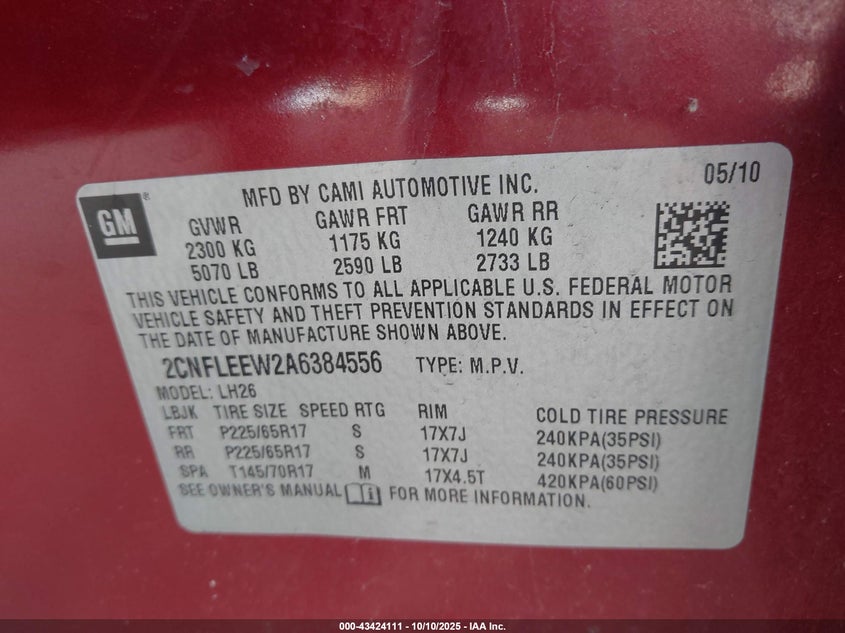 GM
®
MFD BY CAMI AUTOMOTIVE INC.
05/10
GVWR GAWR FRT GAWR RR
2300 KG 1175 KG 1240 KG
5070 LB 2590 LB 2733 LB
THIS VEHICLE CONFORMS TO ALL APPLICABLE U.S. FEDERAL MOTOR
VEHICLE SAFETY AND THEFT PREVENTION STANDARDS IN EFFECT ON
THE DATE OF MANUFACTURE SHOWN ABOVE.
2CNFLEEW2A6384556 TYPE: M.P.V.
MODEL: LH26
LBJK TIRE SIZE SPEED RTG RIM COLD TIRE PRESSURE
FRT P225/65R17 S 17X7J 240KPA(35PSI)
RR P225/65R17 S 17X7J 240KPA(35PSI)
SPA T145/70R17 M 17X4.5T 420KPA(60PSI)
SEE OWNER'S MANUAL FOR MORE INFORMATION.
000-43424111 - 10/10/2025 - IAA Inc.